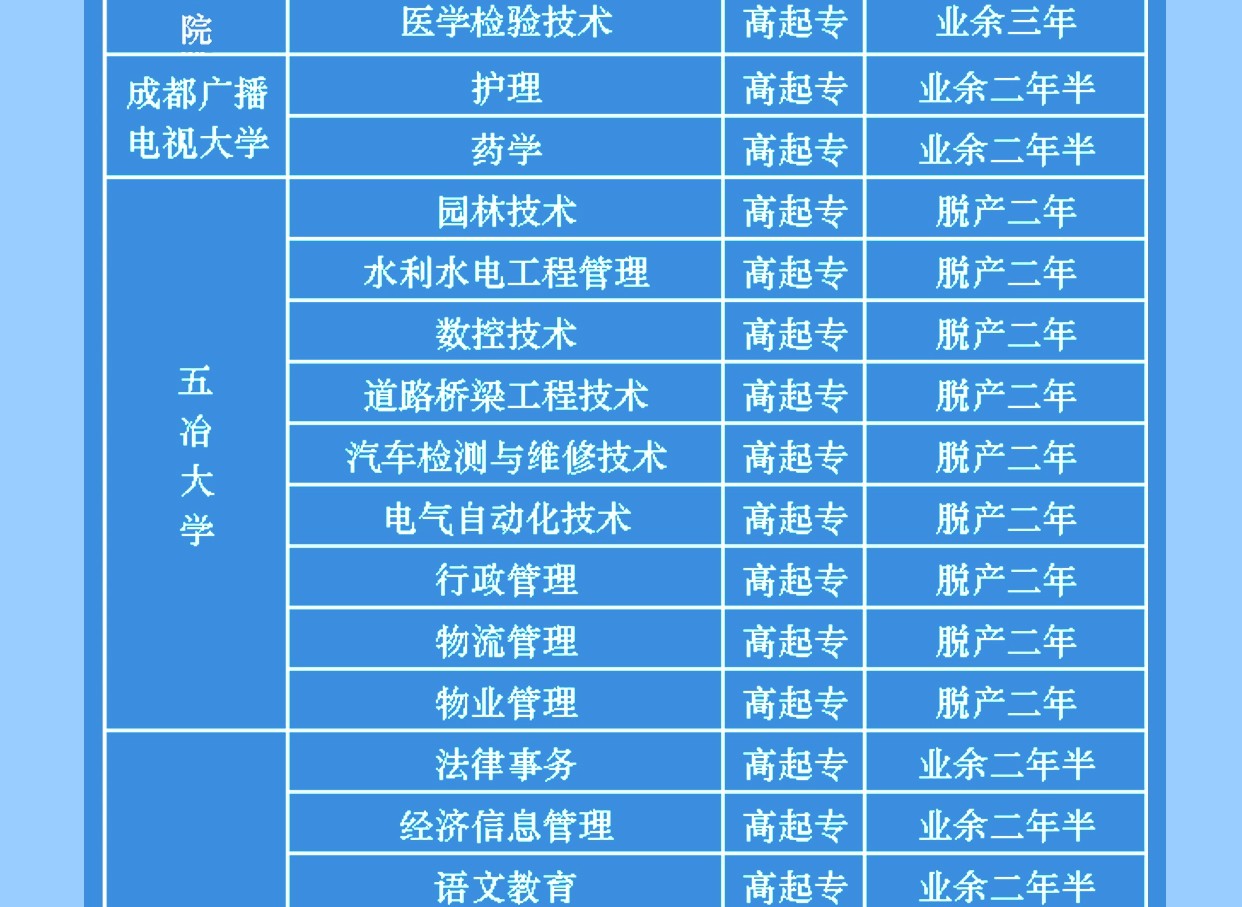 院
医学检验技术 高起专 业余三年
成都广播
电视大学
护理 高起专 业余二年半
药学 高起专 业余二年半
五
冶
大
学
园林技术 高起专 脱产二年
水利水电工程管理 高起专 脱产二年
数控技术 高起专 脱产二年
道路桥梁工程技术 高起专 脱产二年
汽车检测与维修技术 高起专 脱产二年
电气自动化技术 高起专 脱产二年
行政管理 高起专 脱产二年
物流管理 高起专 脱产二年
物业管理 高起专 脱产二年
法律事务 高起专 业余二年半
经济信息管理 高起专 业余二年半
语文教育 高起专 业余二年半